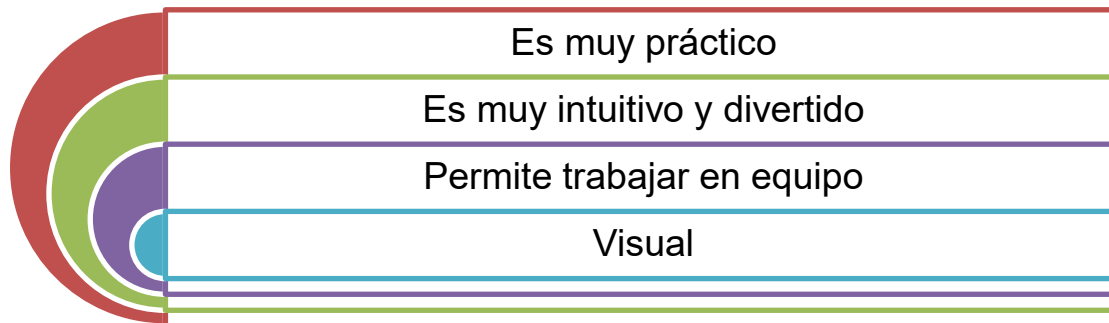 Es muy práctico
Es muy intuitivo y divertido
Permite trabajar en equipo
Visual